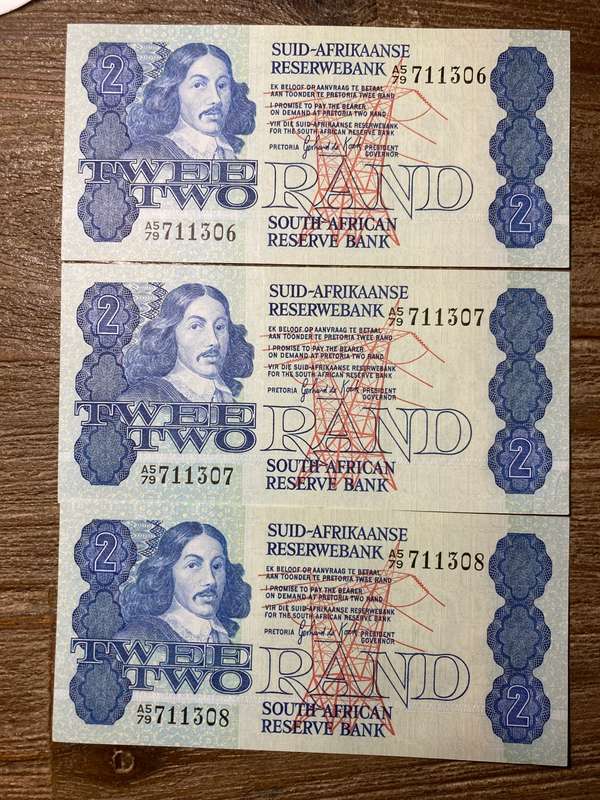 2
SUID-AFRIKAANSE
RESERWEBANK
A5
79 711306
EK BELOOF OP AANVRAAG TE BETAAL
AAN TOONDER TE PRETORIA TWEE RAND
I PROMISE TO PAY THE BEARER
ON DEMAND AT PRETORIA TWO RAND
VIR DIE SUID-AFRIKAANSE RESERWEBANK
FOR THE SOUTH AFRICAN RESERVE BANK
PRETORIA PRESIDENT
GOVERNOR
TWEE
TWO
RAND
2
A5
79 711306
SOUTH AFRICAN
RESERVE BANK
2
SUID-AFRIKAANSE
RESERWEBANK
A5
79 711307
EK BELOOF OP AANVRAAG TE BETAAL
AAN TOONDER TE PRETORIA TWEE RAND
I PROMISE TO PAY THE BEARER
ON DEMAND AT PRETORIA TWO RAND
VIR DIE SUID-AFRIKAANSE RESERWEBANK
FOR THE SOUTH AFRICAN RESERVE BANK
PRETORIA PRESIDENT
GOVERNOR
TWEE
TWO
RAND
2
A5
79 711307
SOUTH AFRICAN
RESERVE BANK
2
SUID-AFRIKAANSE
RESERWEBANK
A5
79 711308
EK BELOOF OP AANVRAAG TE BETAAL
AAN TOONDER TE PRETORIA TWEE RAND
I PROMISE TO PAY THE BEARER
ON DEMAND AT PRETORIA TWO RAND
VIR DIE SUID-AFRIKAANSE RESERWEBANK
FOR THE SOUTH AFRICAN RESERVE BANK
PRETORIA PRESIDENT
GOVERNOR
TWEE
TWO
RAND
2
A5
79 711308
SOUTH AFRICAN
RESERVE BANK